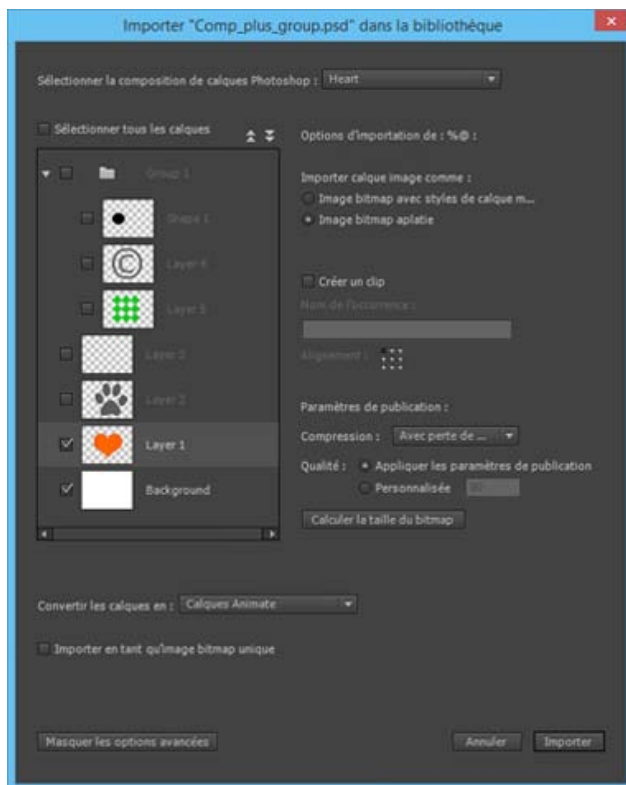 Importer "Comp_plus_group.psd" dans la bibliothèque
Sélectionner la composition de calques Photoshop : Heart
Sélectionner tous les calques
Group 1
Shape 1
Layer 4
Layer 5
Layer 3
Layer 2
Layer 1
Background
Options d'importation de : %@ :
Importer calque image comme :
Image bitmap avec styles de calque m...
Image bitmap aplatie
Créer un clip
Nom de l'occurrence :
Alignement :
Paramètres de publication :
Compression : Avec perte de ...
Qualité : Appliquer les paramètres de publication
Personnalisée
Calculer la taille du bitmap
Convertir les calques en : Calques Animate
Importer en tant qu'image bitmap unique
Masquer les options avancées
Annuler
Importer